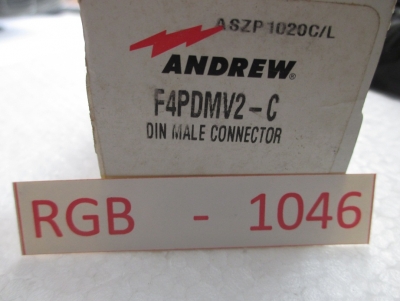 ASZP1020C/L
ANDREW®
F4PDMV2-C
DIN MALE CONNECTOR
RGB - 1046